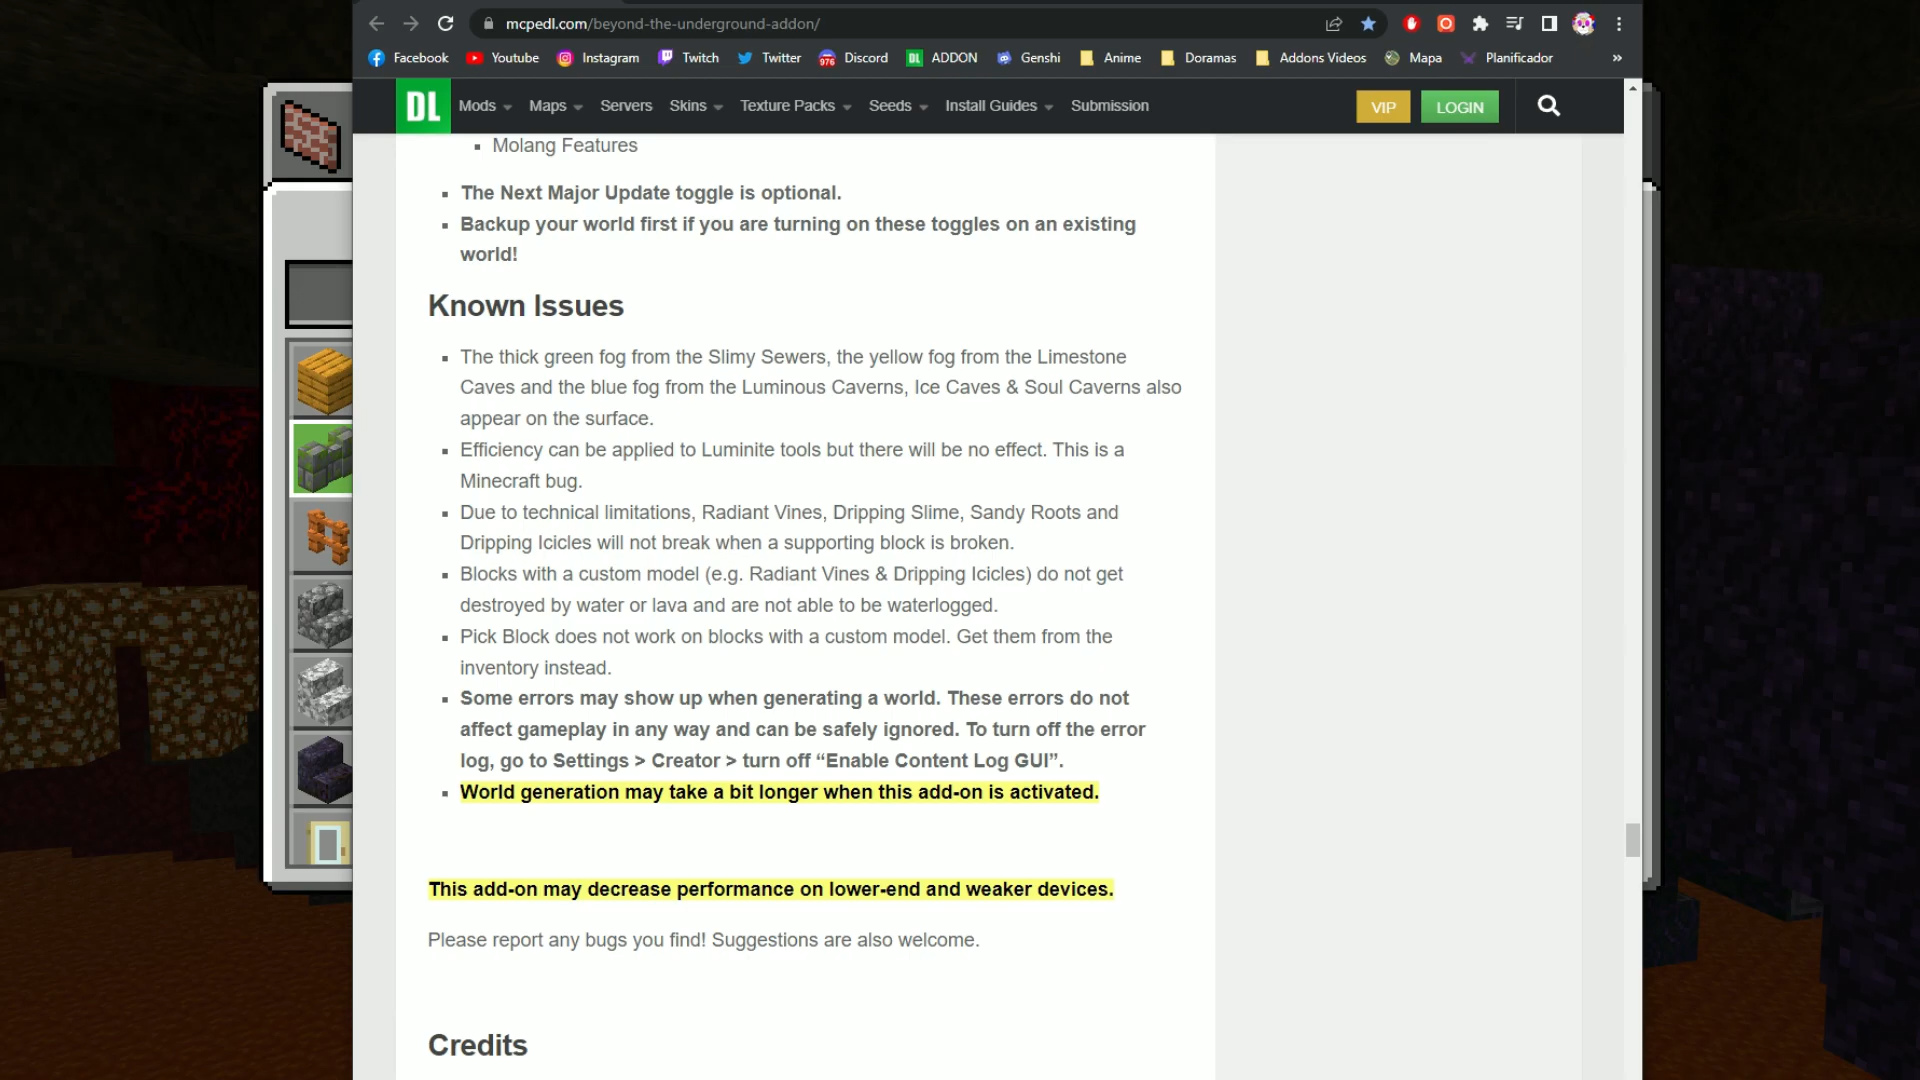 mcpedl.com/beyond-the-underground-addon/
Facebook Youtube Instagram Twitch Twitter 976 Discord DL ADDON Genshi Anime Doramas Addons Videos Mapa Planificador »
DL Mods Maps Servers Skins Texture Packs Seeds Install Guides Submission VIP LOGIN
▪ Molang Features
▪ The Next Major Update toggle is optional.
▪ Backup your world first if you are turning on these toggles on an existing
world!
Known Issues
▪ The thick green fog from the Slimy Sewers, the yellow fog from the Limestone
Caves and the blue fog from the Luminous Caverns, Ice Caves & Soul Caverns also
appear on the surface.
▪ Efficiency can be applied to Luminite tools but there will be no effect. This is a
Minecraft bug.
▪ Due to technical limitations, Radiant Vines, Dripping Slime, Sandy Roots and
Dripping Icicles will not break when a supporting block is broken.
▪ Blocks with a custom model (e.g. Radiant Vines & Dripping Icicles) do not get
destroyed by water or lava and are not able to be waterlogged.
▪ Pick Block does not work on blocks with a custom model. Get them from the
inventory instead.
▪ Some errors may show up when generating a world. These errors do not
affect gameplay in any way and can be safely ignored. To turn off the error
log, go to Settings > Creator > turn off “Enable Content Log GUI”.
▪ World generation may take a bit longer when this add-on is activated.
This add-on may decrease performance on lower-end and weaker devices.
Please report any bugs you find! Suggestions are also welcome.
Credits